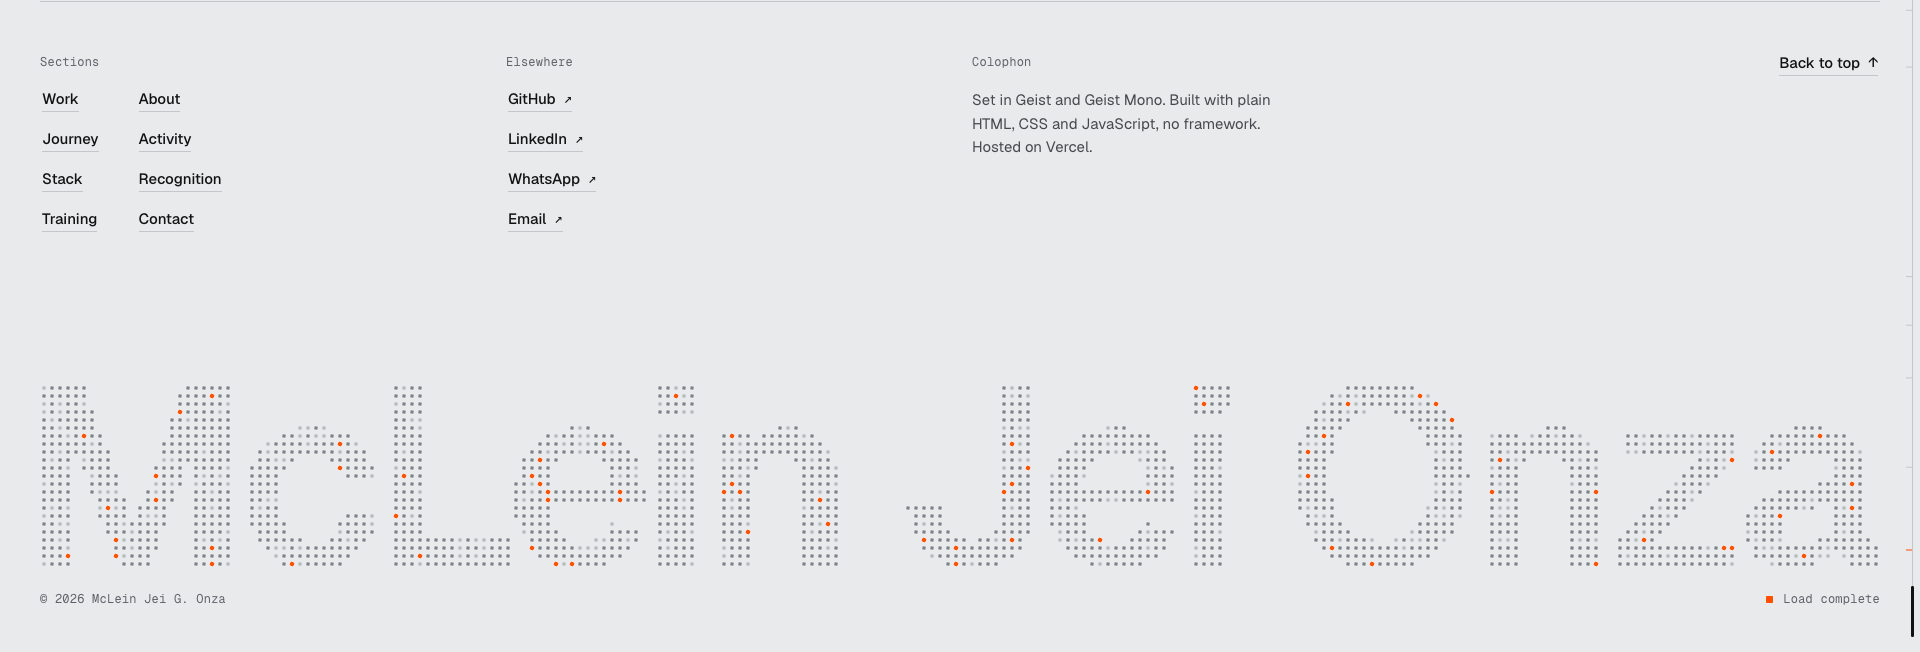 Sections
Work
About
Journey
Activity
Stack
Recognition
Training
Contact
Elsewhere
GitHub ↗
LinkedIn ↗
WhatsApp ↗
Email ↗
Colophon
Set in Geist and Geist Mono. Built with plain
HTML, CSS and JavaScript, no framework.
Hosted on Vercel.
Back to top ↑
McLein Jei Onza
© 2026 McLein Jei G. Onza
Load complete